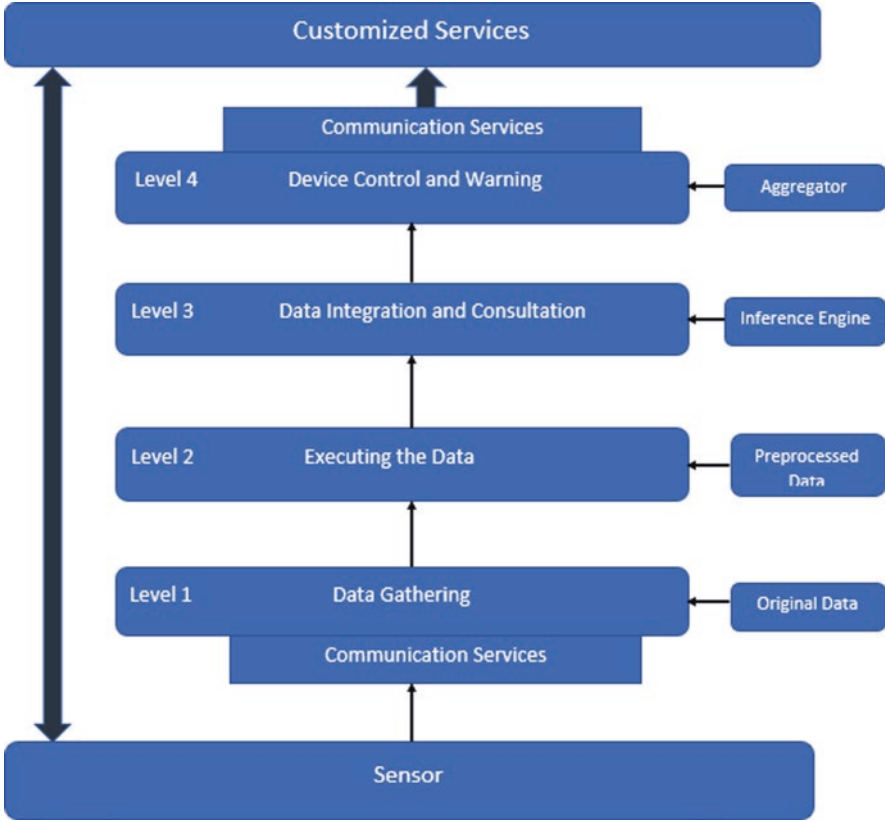 Customized Services
Communication Services
Level 4 Device Control and Warning
Aggregator
Level 3 Data Integration and Consultation
Inference Engine
Level 2 Executing the Data
Preprocessed
Data
Level 1 Data Gathering
Original Data
Communication Services
Sensor